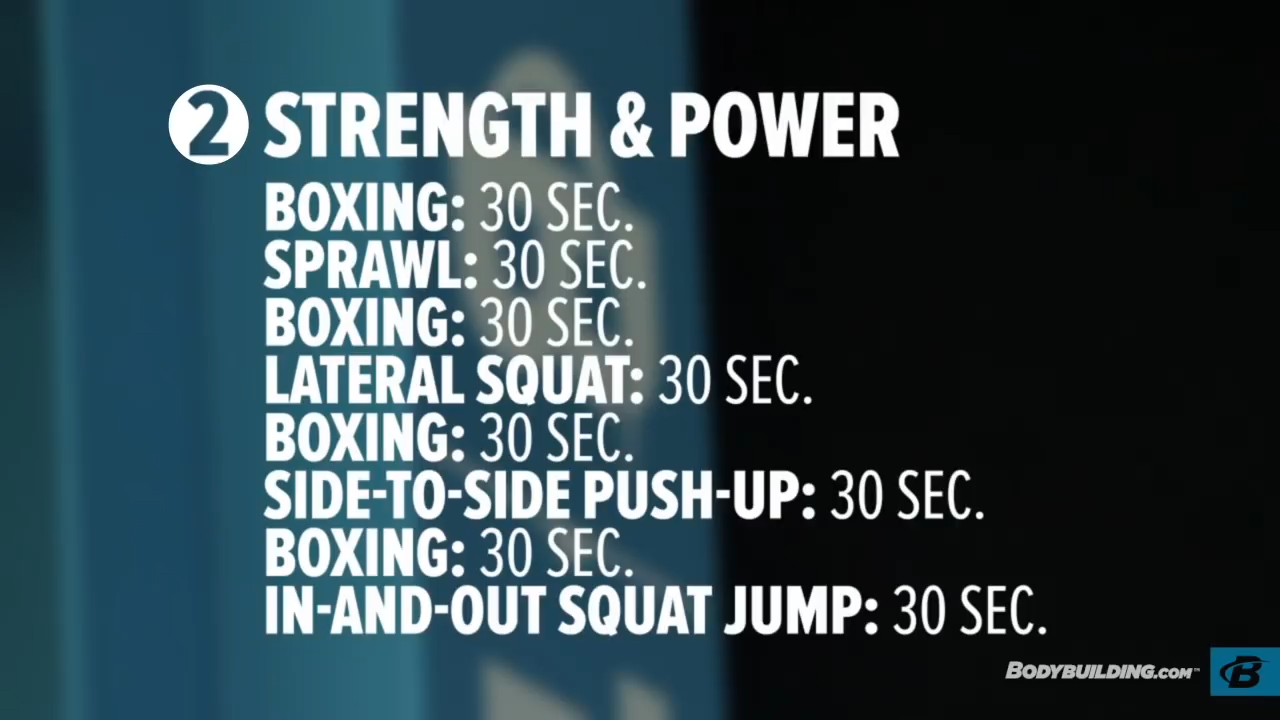 2 STRENGTH & POWER
BOXING: 30 SEC.
SPRAWL: 30 SEC.
BOXING: 30 SEC.
LATERAL SQUAT: 30 SEC.
BOXING: 30 SEC.
SIDE-TO-SIDE PUSH-UP: 30 SEC.
BOXING: 30 SEC.
IN-AND-OUT SQUAT JUMP: 30 SEC.
BODYBUILDING.COM™ B